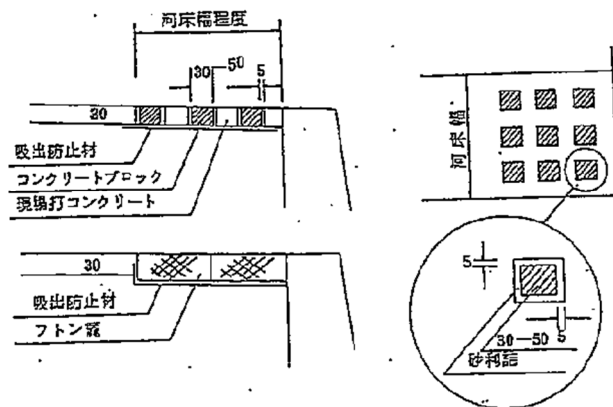 河床幅程度
30
50
5
20
吸出防止材
コンクリートブロック
現場打コンクリート
30
吸出防止材
フトン籠
河床幅
5
5
30―50
砂利詰